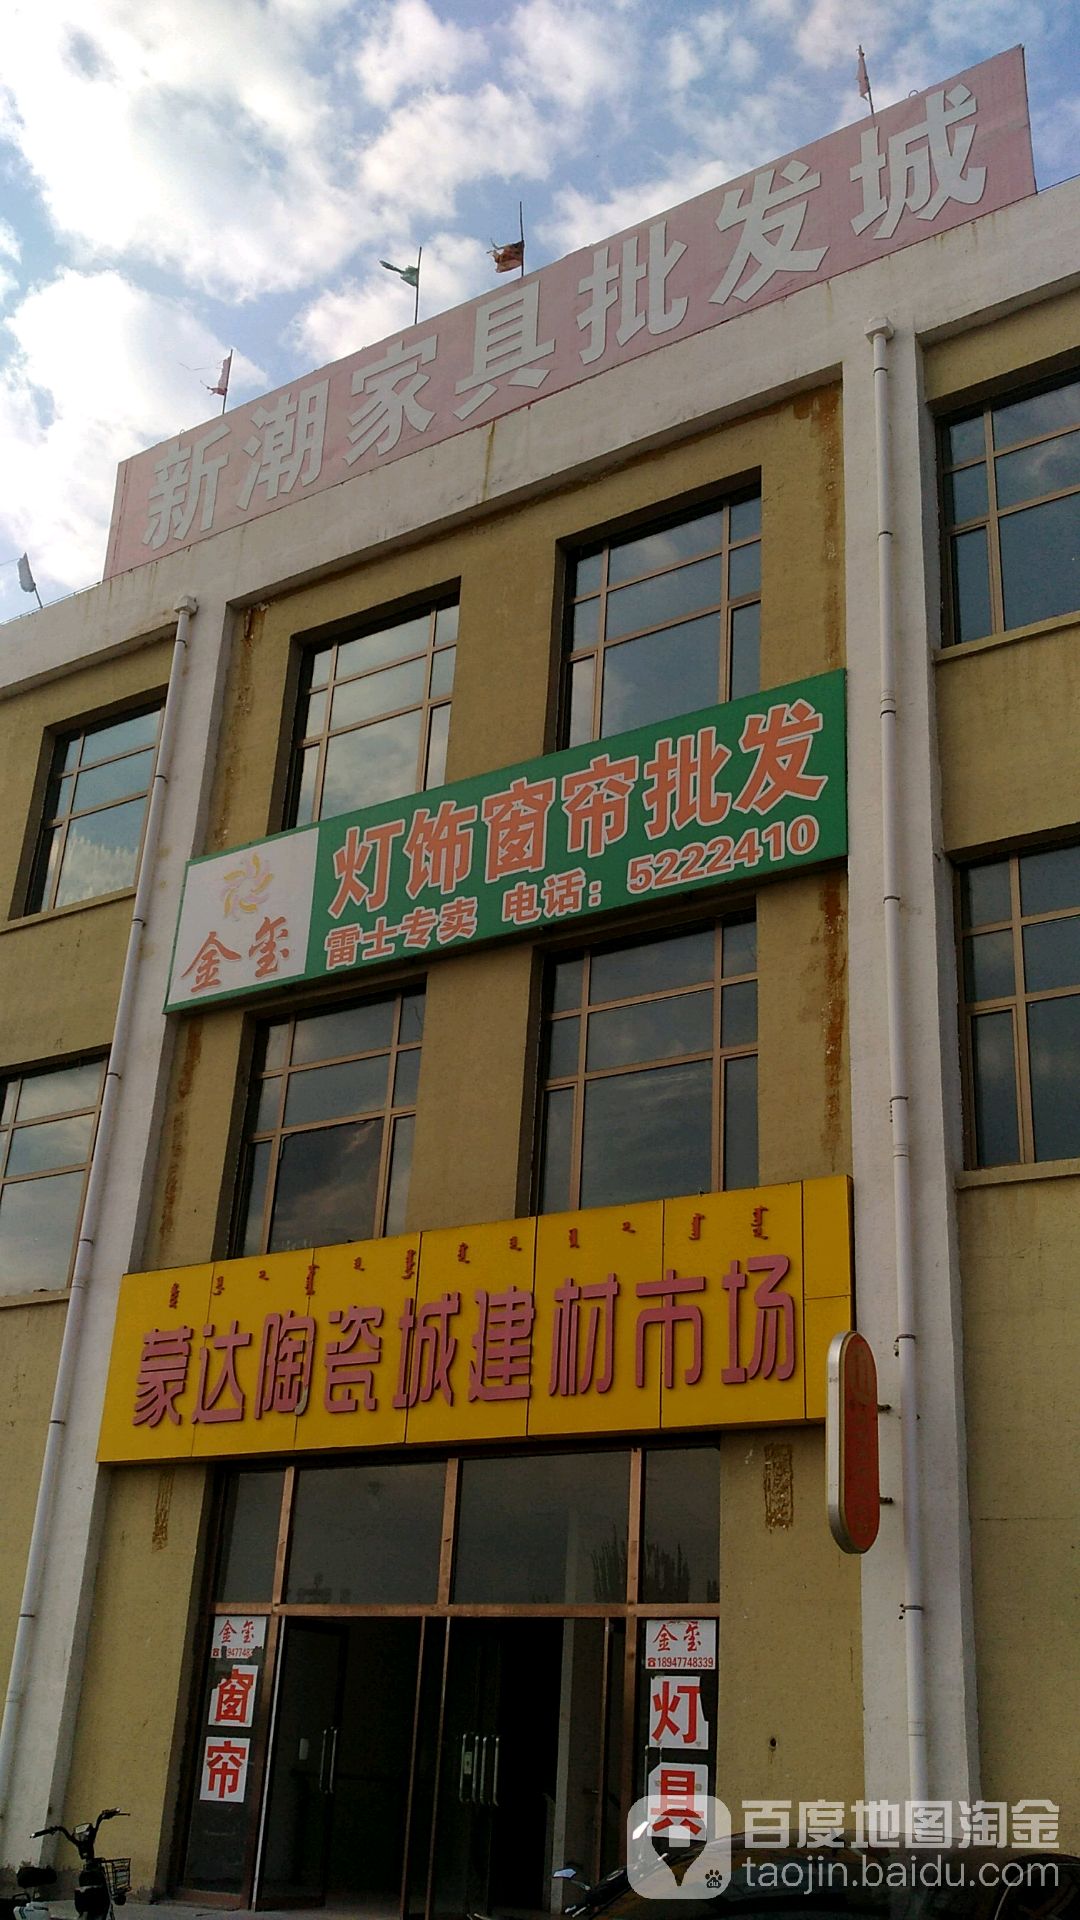 新潮家具批发城
金玺
灯饰窗帘批发
雷士专卖 电话：5222410
蒙达陶瓷城建材市场
金玺
金玺
18947748339
窗帘
灯具
百度地图淘金
taojin.baidu.com